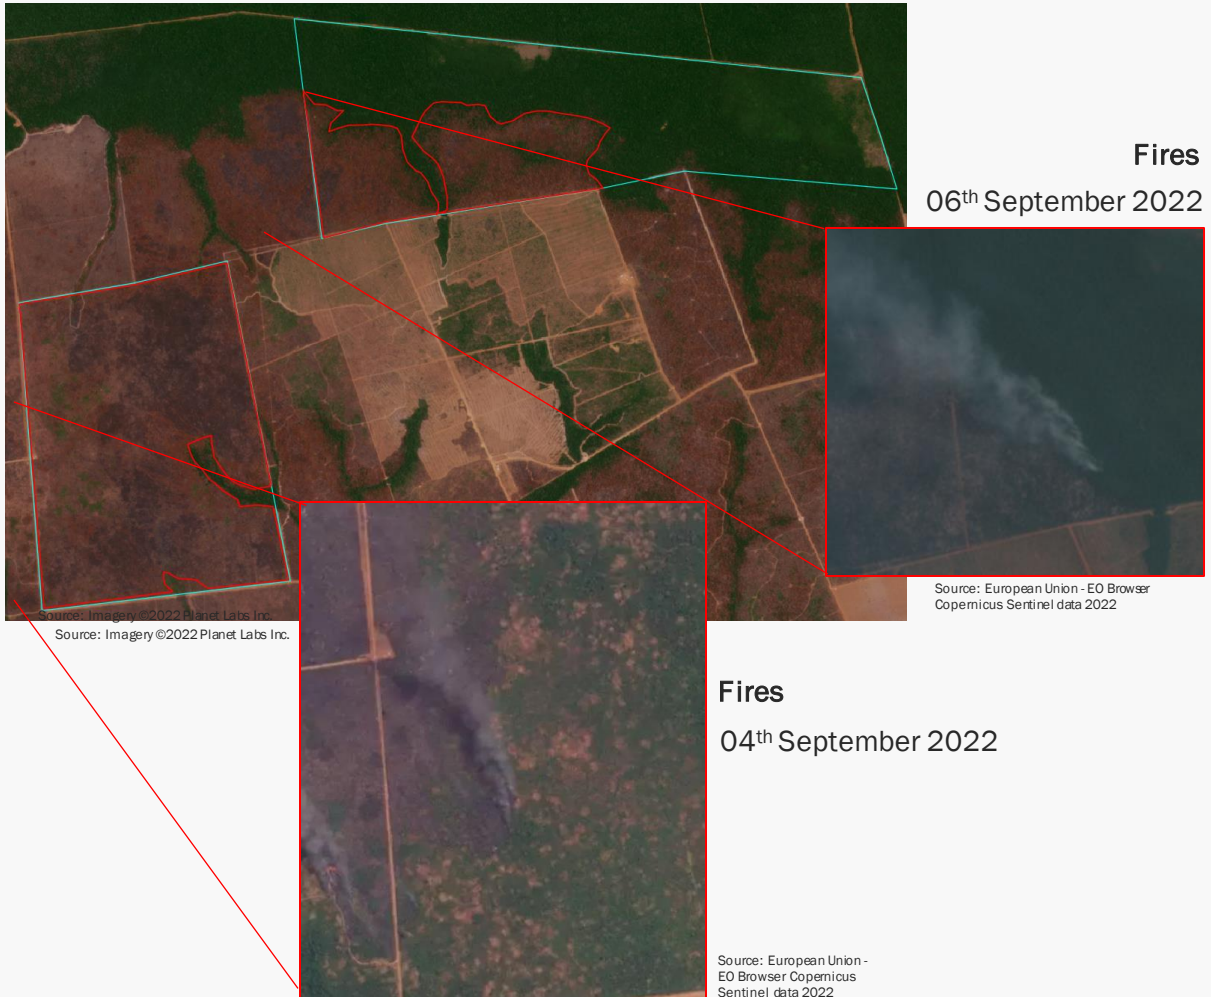 Fires
06th September 2022
Source: European Union - EO Browser
Copernicus Sentinel data 2022
Source: Imagery ©2022 Planet Labs Inc.
Source: Imagery ©2022 Planet Labs Inc.
Fires
04th September 2022
Source: European Union -
EO Browser Copernicus
Sentinel data 2022